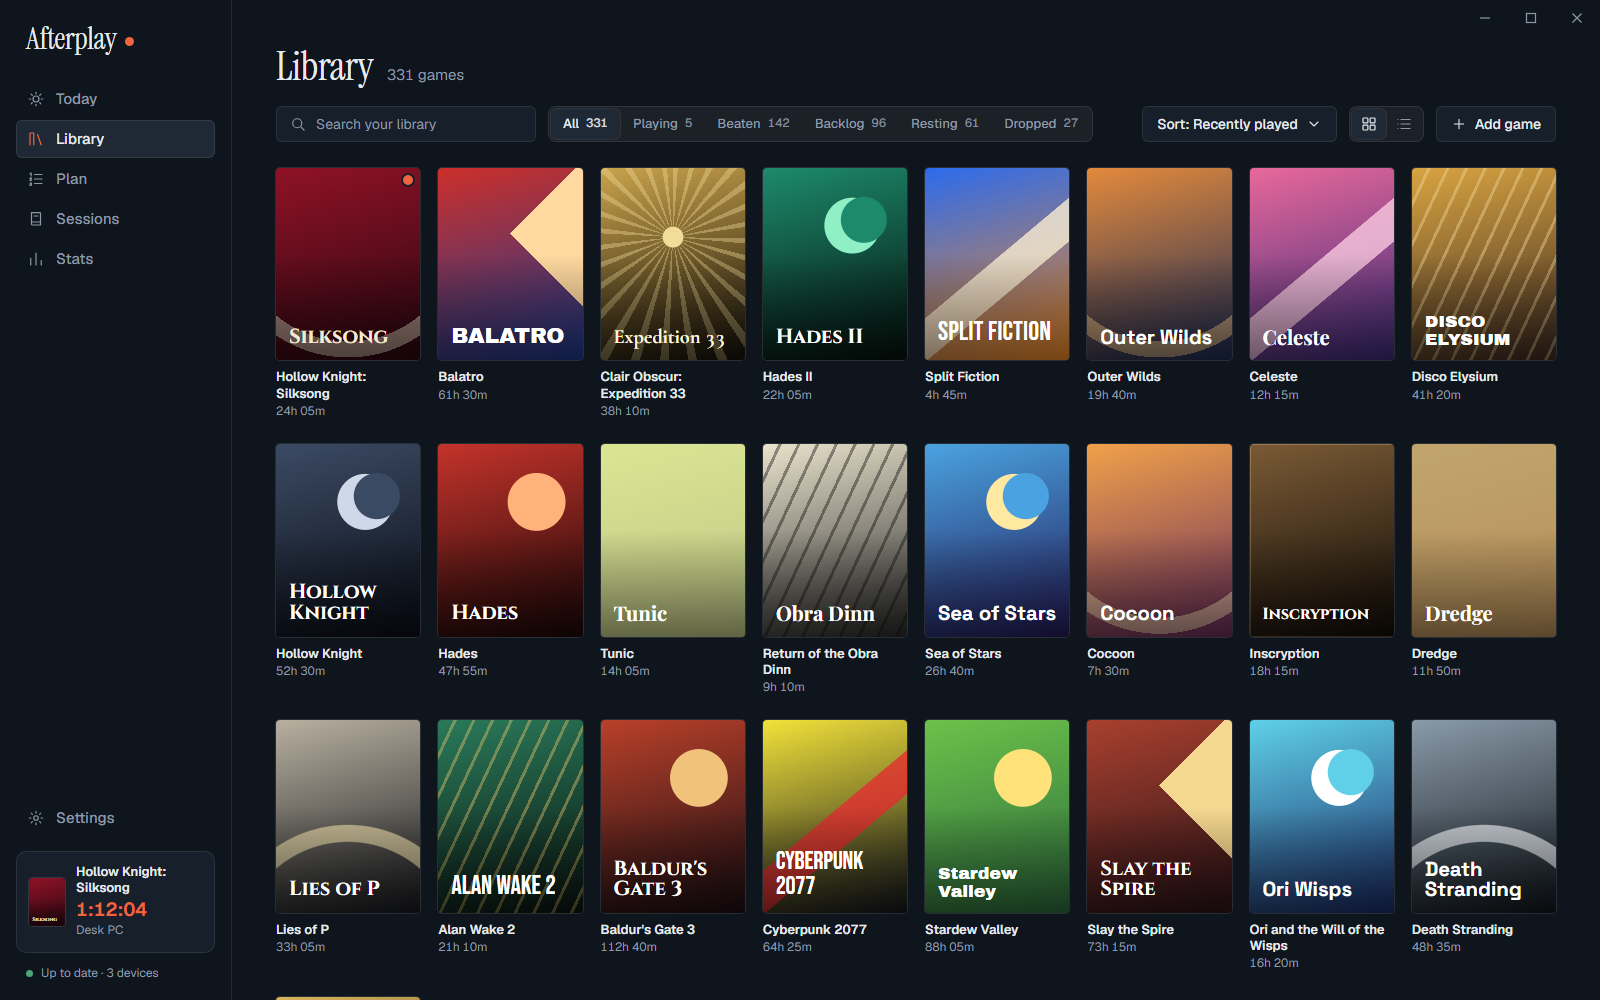 Afterplay
Today
Library
Plan
Sessions
Stats
Settings
Hollow Knight:
Silksong
1:12:04
Desk PC
SILKSONG
Up to date · 3 devices
Library 331 games
Search your library
All 331 Playing 5 Beaten 142 Backlog 96 Resting 61 Dropped 27
Sort: Recently played
Add game
SILKSONG
Hollow Knight:
Silksong
24h 05m
BALATRO
Balatro
61h 30m
Expedition 33
Clair Obscur:
Expedition 33
38h 10m
HADES II
Hades II
22h 05m
SPLIT FICTION
Split Fiction
4h 45m
Outer Wilds
Outer Wilds
19h 40m
Celeste
Celeste
12h 15m
DISCO
ELYSIUM
Disco Elysium
41h 20m
HOLLOW
KNIGHT
Hollow Knight
52h 30m
HADES
Hades
47h 55m
Tunic
Tunic
14h 05m
Obra Dinn
Return of the Obra
Dinn
9h 10m
Sea of Stars
Sea of Stars
26h 40m
Cocoon
Cocoon
7h 30m
INSCRYPTION
Inscryption
18h 15m
Dredge
Dredge
11h 50m
LIES OF P
Lies of P
33h 05m
ALAN WAKE 2
Alan Wake 2
21h 10m
BALDUR'S
GATE 3
Baldur's Gate 3
112h 40m
CYBERPUNK
2077
Cyberpunk 2077
64h 25m
Stardew
Valley
Stardew Valley
88h 05m
SLAY THE
SPIRE
Slay the Spire
73h 15m
Ori Wisps
Ori and the Will of the
Wisps
16h 20m
Death
Stranding
Death Stranding
48h 35m